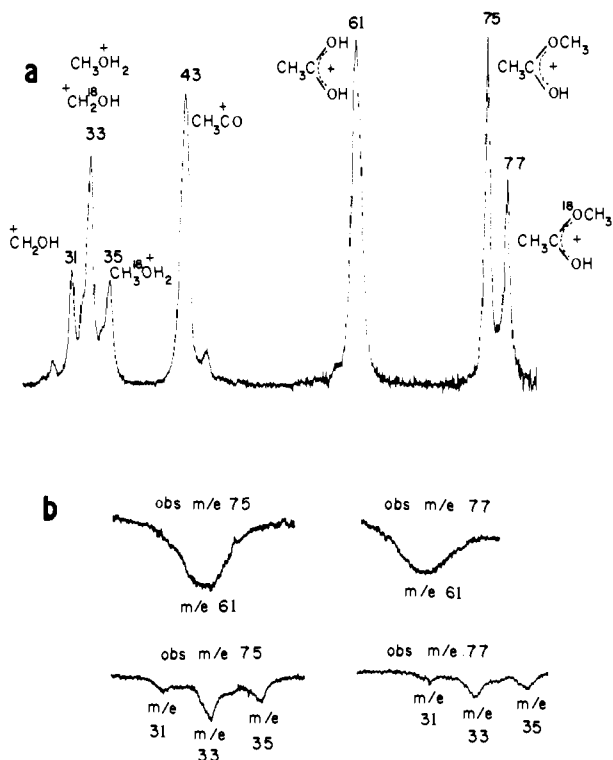 a
CH3OH2
+
CH2 18OH
+
33
43
CH3CO
+
CH2OH
+
31
35
CH3 18OH2
+
61
OH
CH3C +
OH
75
OCH3
CH3C +
OH
77
18OCH3
CH3C +
OH
b
obs m/e 75
m/e 61
obs m/e 77
m/e 61
obs m/e 75
m/e
31
m/e
33
m/e
35
obs m/e 77
m/e
31
m/e
33
m/e
35